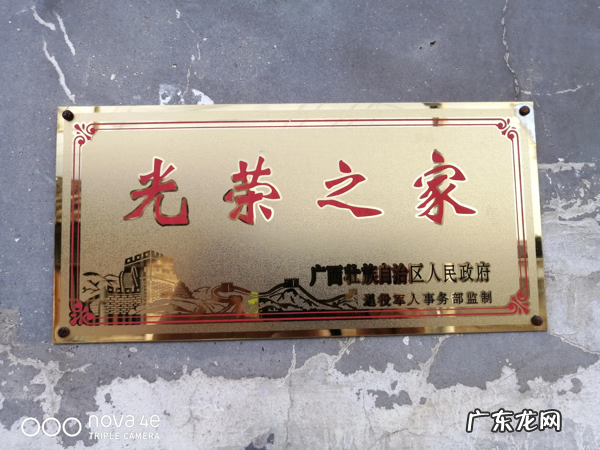 光荣之家
广西壮族自治区人民政府
退役军人事务部监制
nova 4e
TRIPLE CAMERA
广东龙网